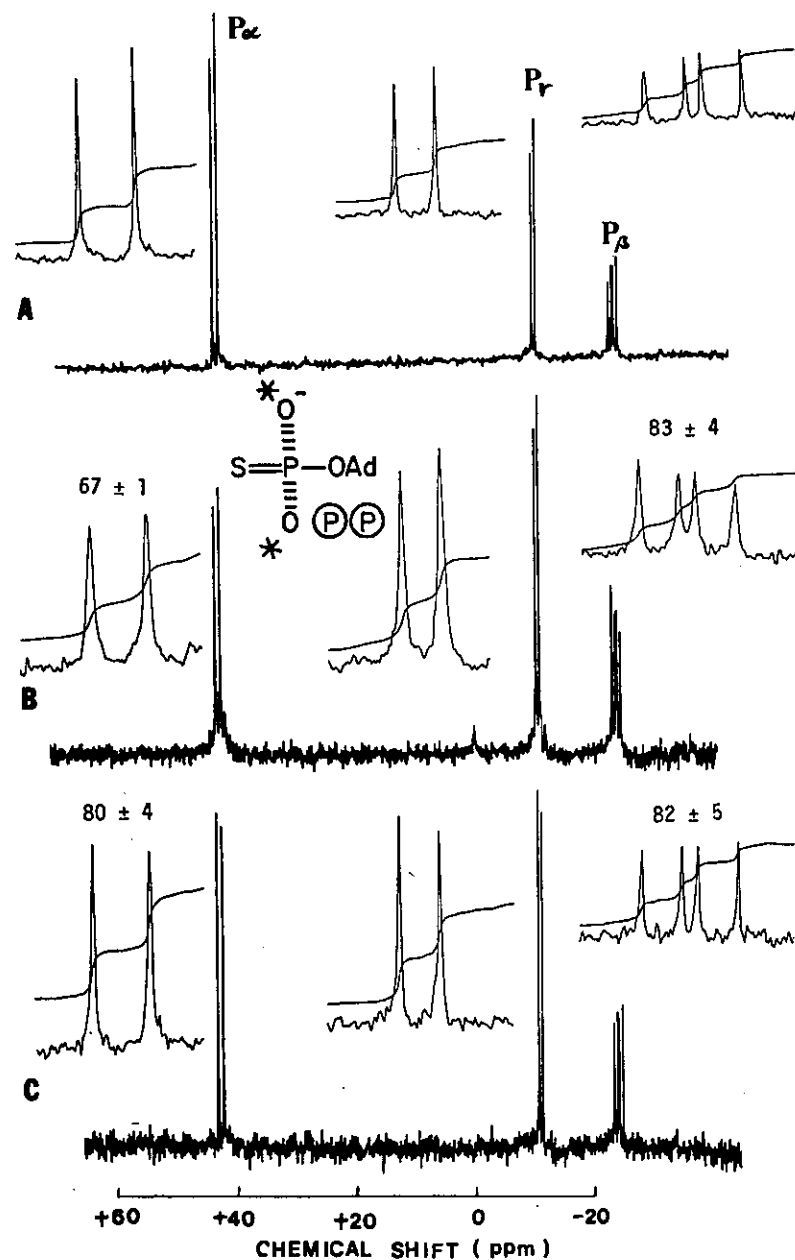 Pα
Pγ
Pβ
A
*O-
S=P-OAd
O P P
*
67 ± 1
83 ± 4
B
80 ± 4
82 ± 5
C
+60 +40 +20 0 -20
CHEMICAL SHIFT ( ppm )